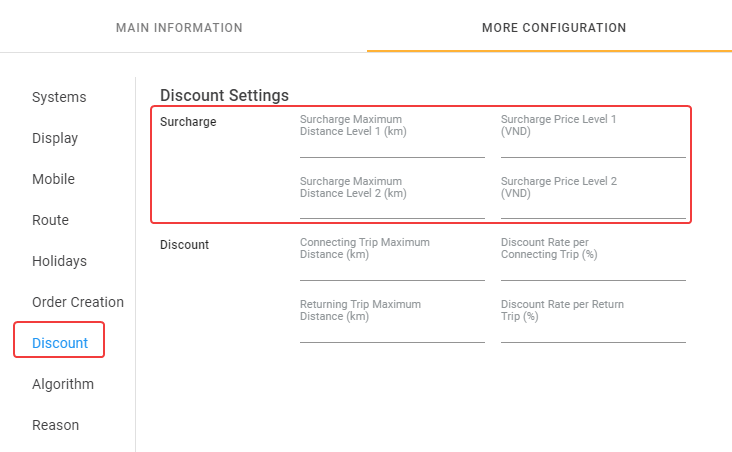 MAIN INFORMATION
MORE CONFIGURATION
Systems
Display
Mobile
Route
Holidays
Order Creation
Discount
Algorithm
Reason
Discount Settings
Surcharge
Surcharge Maximum
Distance Level 1 (km)
Surcharge Price Level 1
(VND)
Surcharge Maximum
Distance Level 2 (km)
Surcharge Price Level 2
(VND)
Discount
Connecting Trip Maximum
Distance (km)
Discount Rate per
Connecting Trip (%)
Returning Trip Maximum
Distance (km)
Discount Rate per Return
Trip (%)